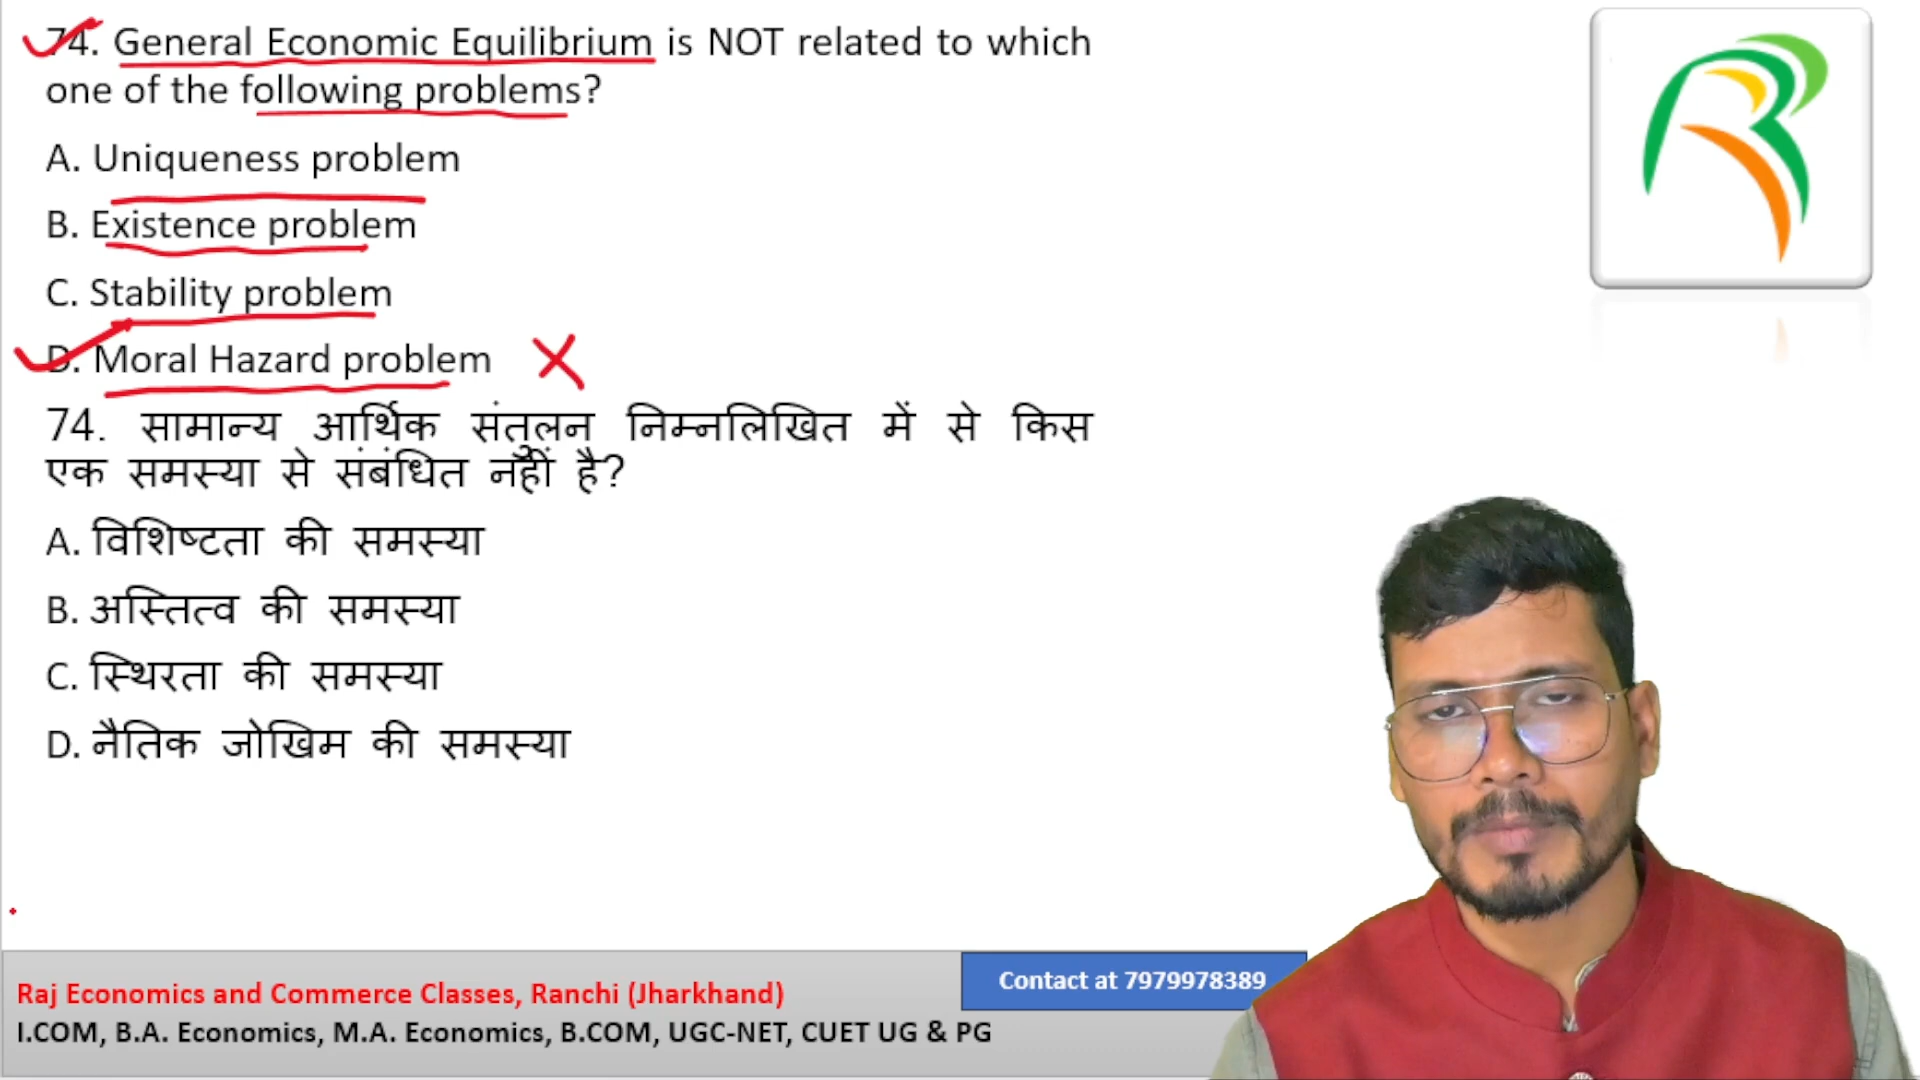 74. General Economic Equilibrium is NOT related to which
one of the following problems?
A. Uniqueness problem
B. Existence problem
C. Stability problem
D. Moral Hazard problem
74. सामान्य आर्थिक संतुलन निम्नलिखित में से किस
एक समस्या से संबंधित नहीं है?
A. विशिष्टता की समस्या
B. अस्तित्व की समस्या
C. स्थिरता की समस्या
D. नैतिक जोखिम की समस्या
Contact at 7979978389
Raj Economics and Commerce Classes, Ranchi (Jharkhand)
I.COM, B.A. Economics, M.A. Economics, B.COM, UGC-NET, CUET UG & PG